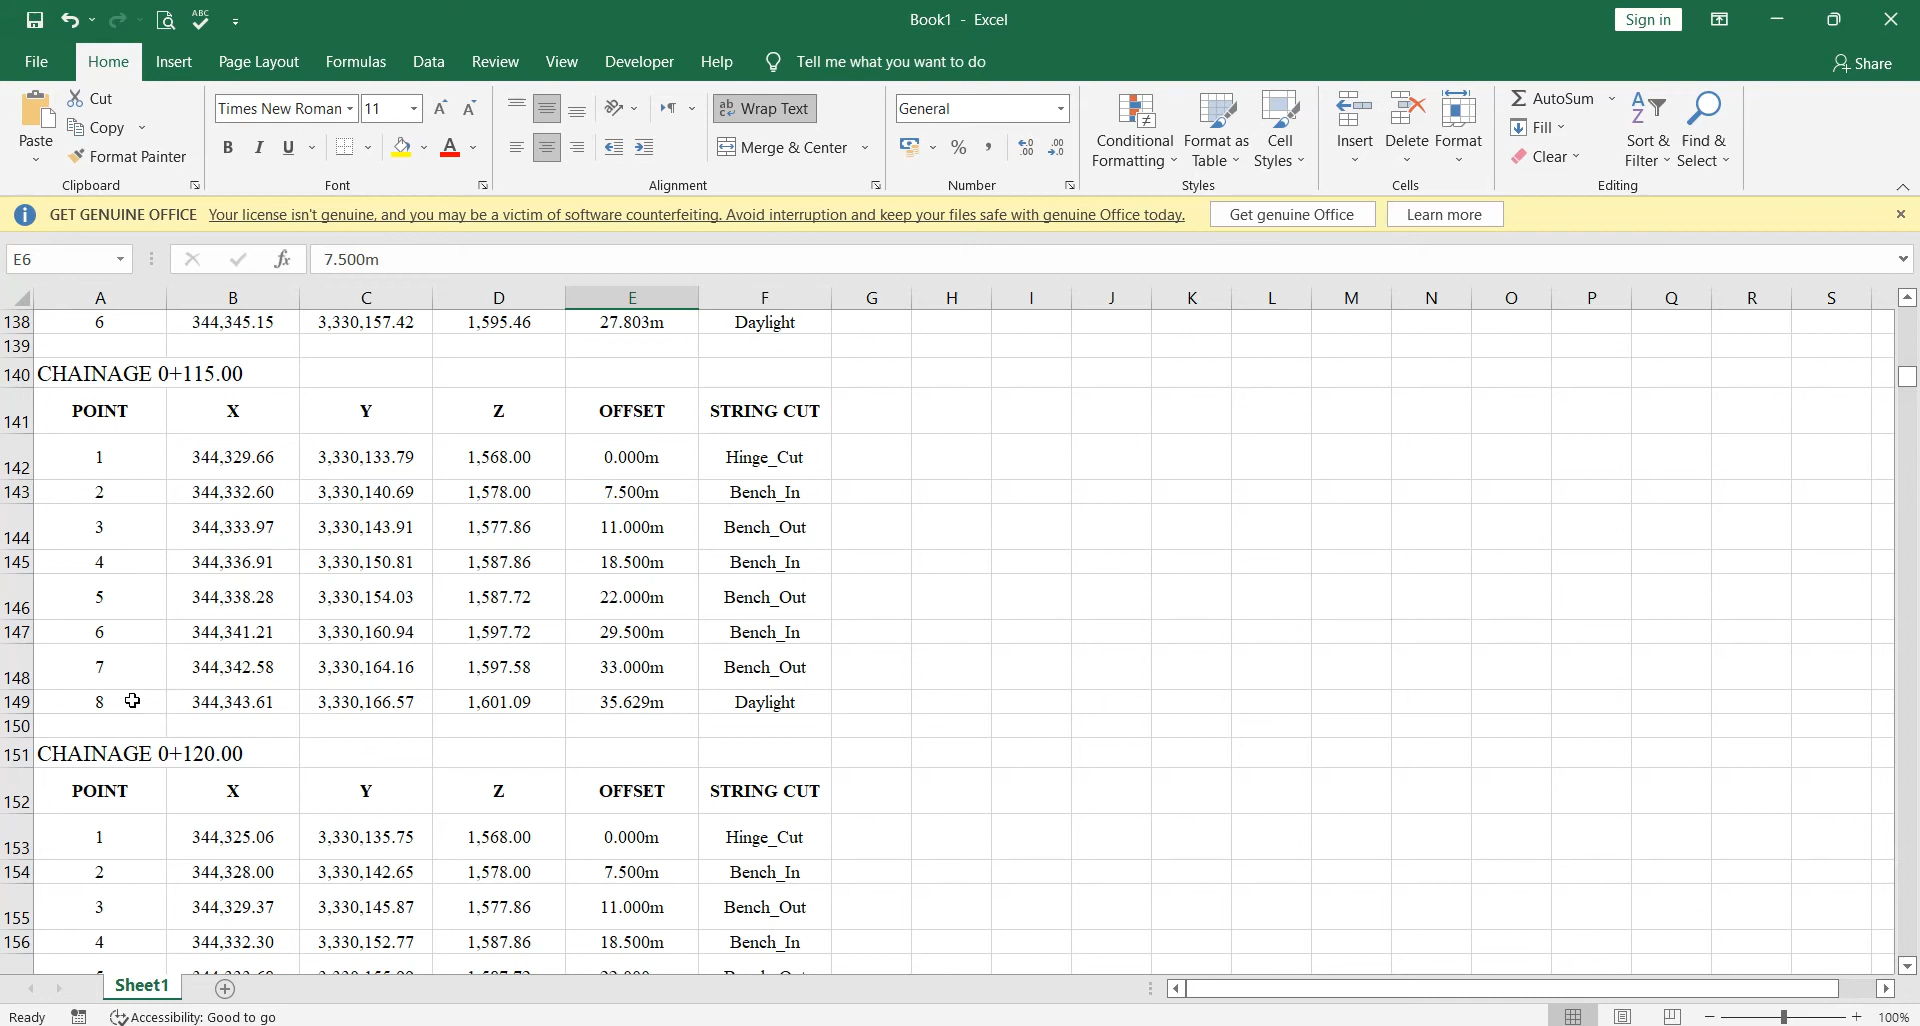 ABC
Book1 - Excel
Sign in
File Home Insert Page Layout Formulas Data Review View Developer Help Tell me what you want to do Share
Paste Cut Copy Format Painter Clipboard
Times New Roman 11 A A B I U A Font
ab Wrap Text Merge & Center Alignment
General % , Number
Conditional Formatting Format as Table Cell Styles Styles
Insert Delete Format Cells
AutoSum Fill Clear Sort & Filter Find & Select Editing
GET GENUINE OFFICE Your license isn't genuine, and you may be a victim of software counterfeiting. Avoid interruption and keep your files safe with genuine Office today. Get genuine Office Learn more
E6 fx 7.500m
A B C D E F G H I J K L M N O P Q R S
138 6 344,345.15 3,330,157.42 1,595.46 27.803m Daylight
139
140 CHAINAGE 0+115.00
141 POINT X Y Z OFFSET STRING CUT
142 1 344,329.66 3,330,133.79 1,568.00 0.000m Hinge_Cut
143 2 344,332.60 3,330,140.69 1,578.00 7.500m Bench_In
144 3 344,333.97 3,330,143.91 1,577.86 11.000m Bench_Out
145 4 344,336.91 3,330,150.81 1,587.86 18.500m Bench_In
146 5 344,338.28 3,330,154.03 1,587.72 22.000m Bench_Out
147 6 344,341.21 3,330,160.94 1,597.72 29.500m Bench_In
148 7 344,342.58 3,330,164.16 1,597.58 33.000m Bench_Out
149 8 344,343.61 3,330,166.57 1,601.09 35.629m Daylight
150
151 CHAINAGE 0+120.00
152 POINT X Y Z OFFSET STRING CUT
153 1 344,325.06 3,330,135.75 1,568.00 0.000m Hinge_Cut
154 2 344,328.00 3,330,142.65 1,578.00 7.500m Bench_In
155 3 344,329.37 3,330,145.87 1,577.86 11.000m Bench_Out
156 4 344,332.30 3,330,152.77 1,587.86 18.500m Bench_In
Sheet1
Ready Accessibility: Good to go 100%